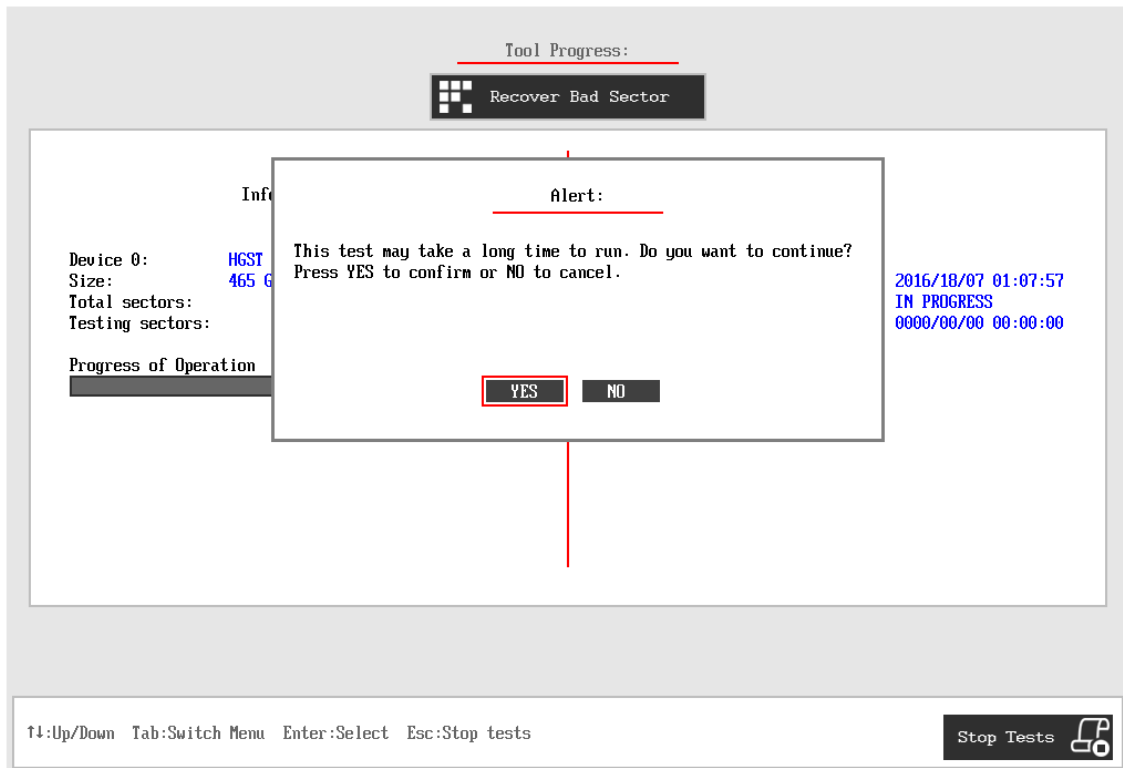 Tool Progress:
Recover Bad Sector
Alert:
This test may take a long time to run. Do you want to continue?
Press YES to confirm or NO to cancel.
YES NO
Device 0: HGST
Size: 465 G
Total sectors:
Testing sectors:
Progress of Operation
2016/18/07 01:07:57
IN PROGRESS
0000/00/00 00:00:00
↑↓:Up/Down Tab:Switch Menu Enter:Select Esc:Stop tests
Stop Tests